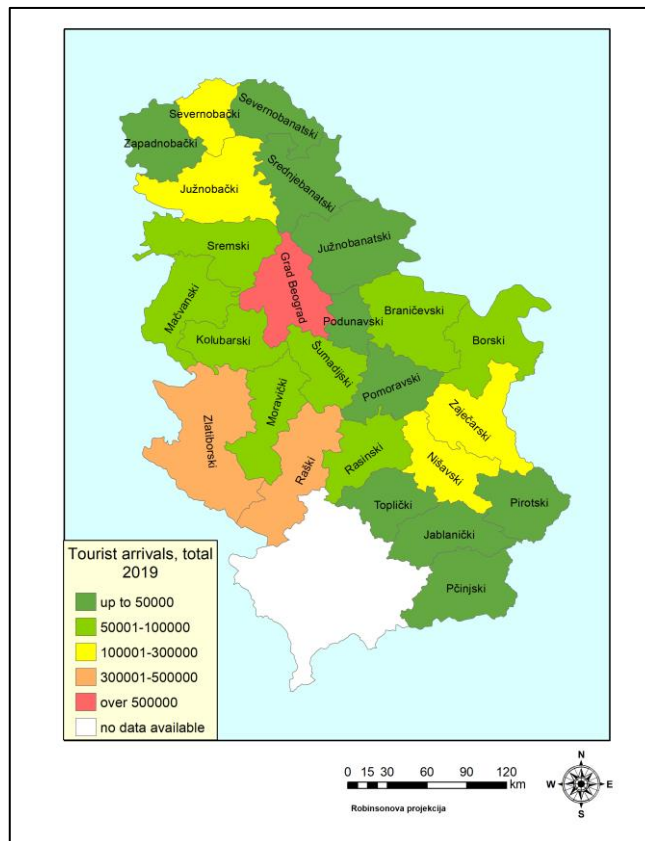 Severnobački
Severnobanatski
Zapadnobački
Srednjebanatski
Južnobački
Južnobanatski
Sremski
Grad Beograd
Mačvanski
Podunavski
Braničevski
Borski
Kolubarski
Šumadijski
Pomoravski
Moravički
Zlatiborski
Zaječarski
Raški
Rasinski
Nišavski
Toplički
Pirotski
Jablanički
Pčinjski
Tourist arrivals, total
2019
up to 50000
50001-100000
100001-300000
300001-500000
over 500000
no data available
0 15 30 60 90 120
km
Robinsonova projekcija
N
W E
S